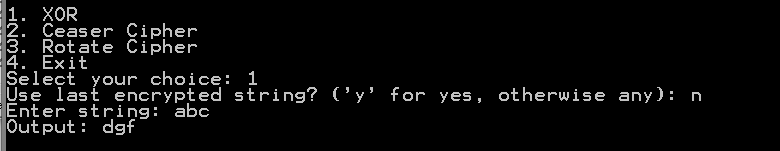 1. XOR
2. Ceaser Cipher
3. Rotate Cipher
4. Exit
Select your choice: 1
Use last encrypted string? ('y' for yes, otherwise any): n
Enter string: abc
Output: dgf